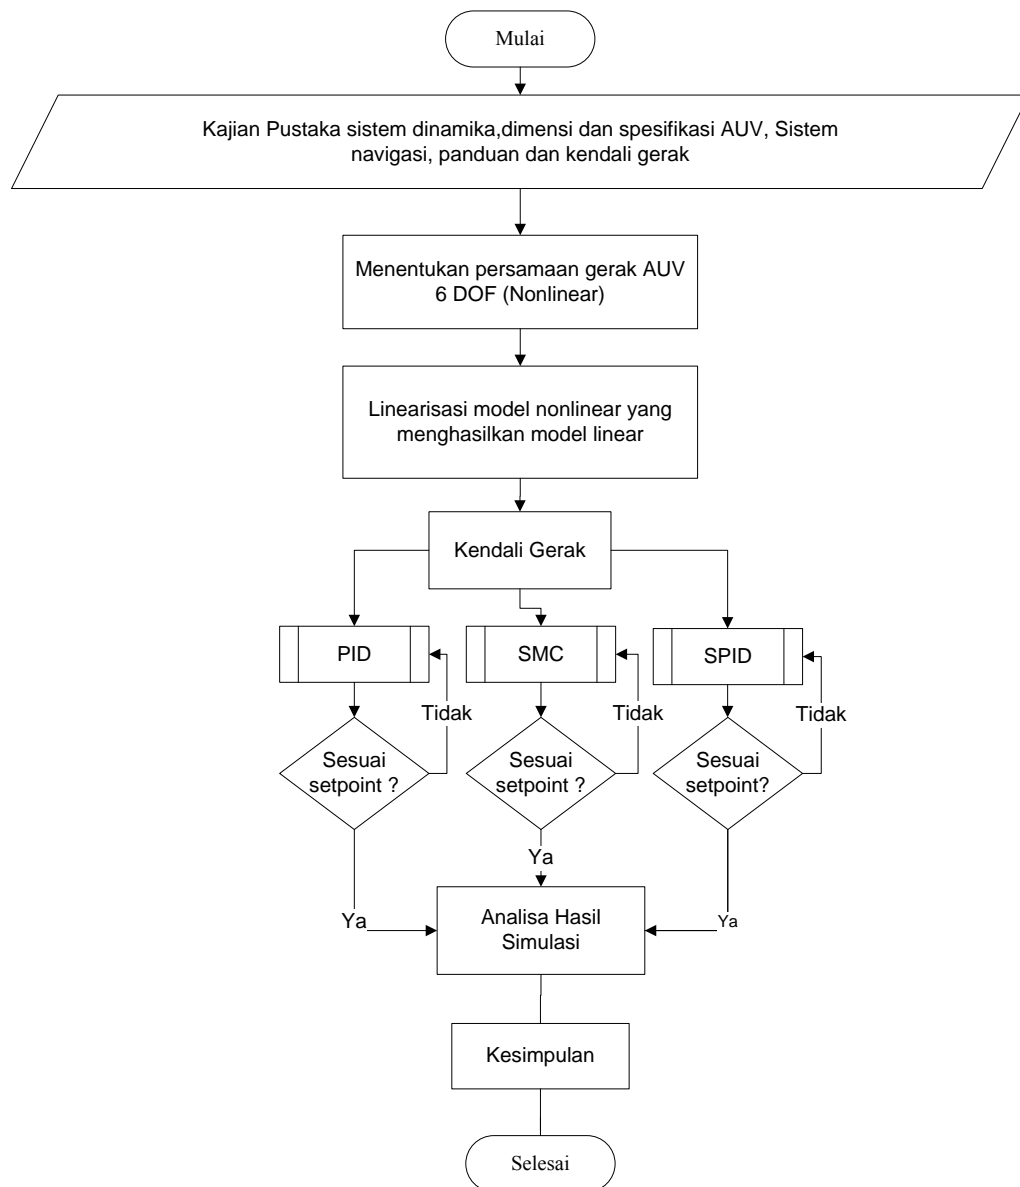 Mulai
Kajian Pustaka sistem dinamika,dimensi dan spesifikasi AUV, Sistem
navigasi, panduan dan kendali gerak
Menentukan persamaan gerak AUV
6 DOF (Nonlinear)
Linearisasi model nonlinear yang
menghasilkan model linear
Kendali Gerak
PID
SMC
SPID
Tidak
Tidak
Tidak
Sesuai
setpoint ?
Sesuai
setpoint ?
Sesuai
setpoint?
Ya
Ya
Ya
Analisa Hasil
Simulasi
Kesimpulan
Selesai